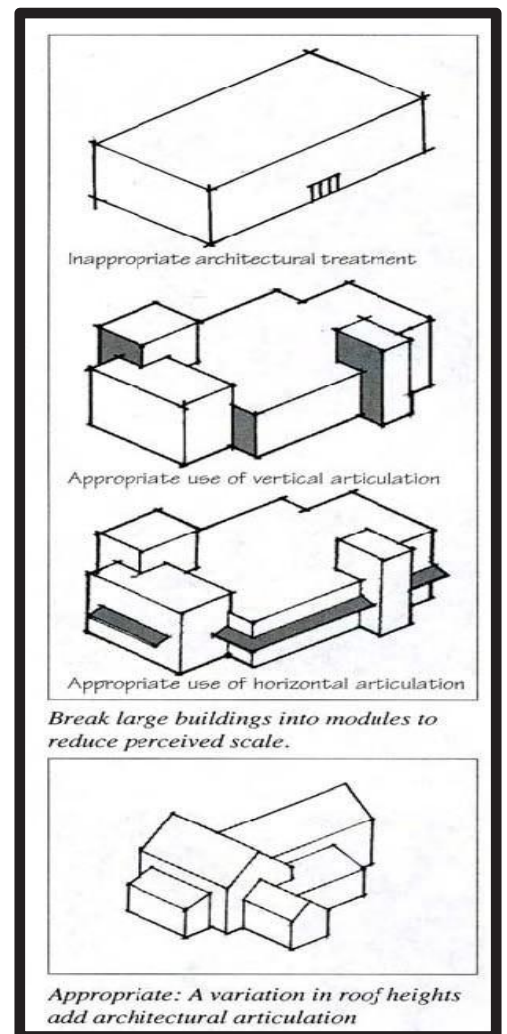 Inappropriate architectural treatment
Appropriate use of vertical articulation
Appropriate use of horizontal articulation
Break large buildings into modules to
reduce perceived scale.
Appropriate: A variation in roof heights
add architectural articulation